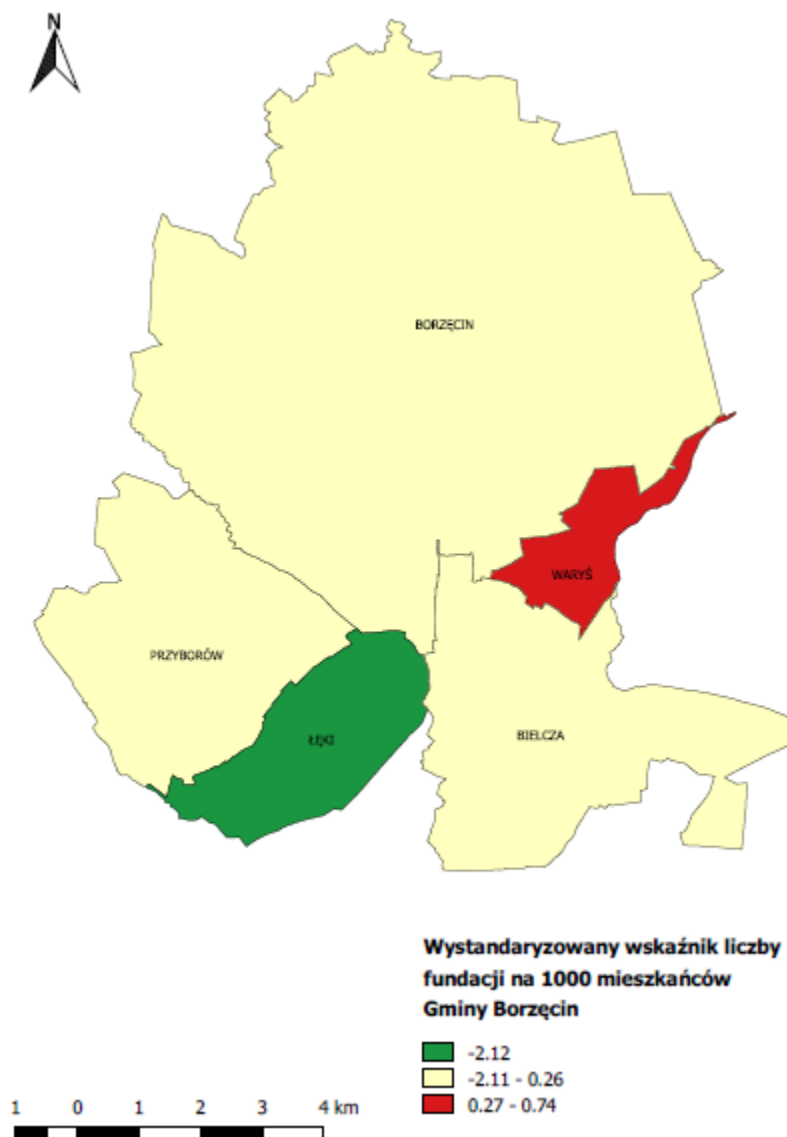 N
BORZĘCIN
WARYŚ
PRZYBORÓW
ŁĘKI
BIELCZA
Wystandaryzowany wskaźnik liczby
fundacji na 1000 mieszkańców
Gminy Borzęcin
-2.12
-2.11 - 0.26
0.27 - 0.74
1 0 1 2 3 4 km